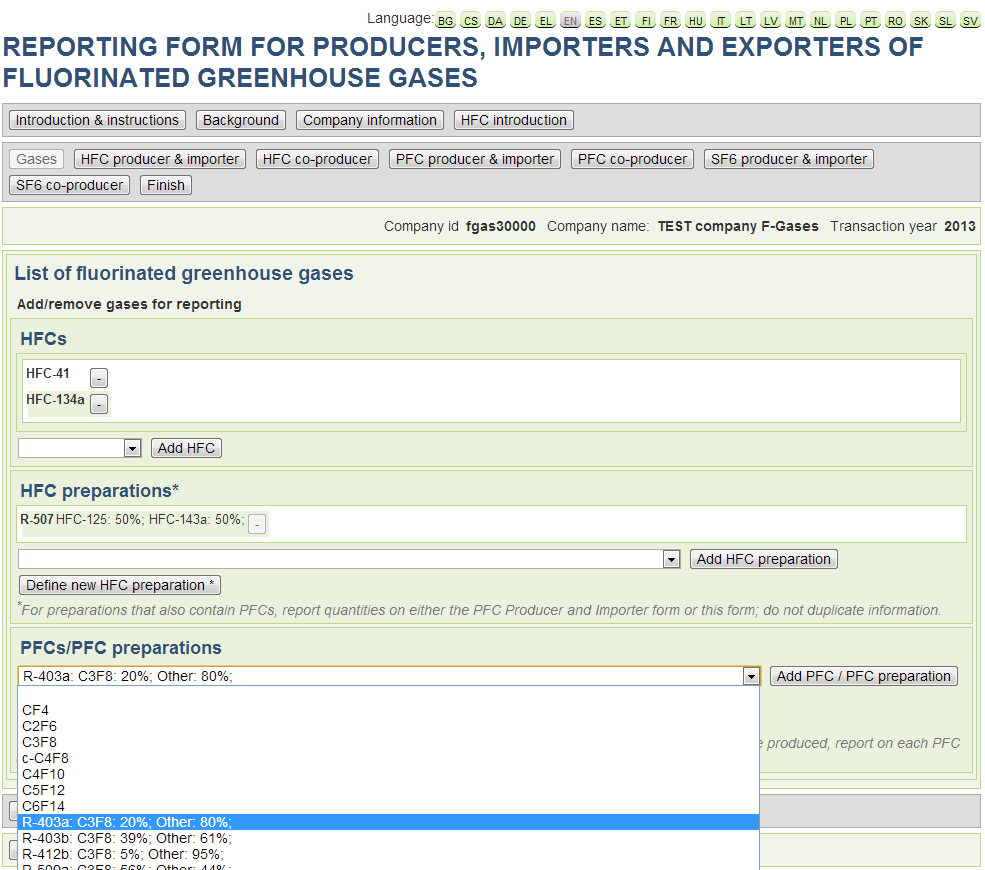 Language: BG CS DA DE EL EN ES ET FI FR HU IT LT LV MT NL PL PT RO SK SL SV
REPORTING FORM FOR PRODUCERS, IMPORTERS AND EXPORTERS OF
FLUORINATED GREENHOUSE GASES
Introduction & instructions Background Company information HFC introduction
Gases HFC producer & importer HFC co-producer PFC producer & importer PFC co-producer SF6 producer & importer
SF6 co-producer Finish
Company id fgas30000 Company name: TEST company F-Gases Transaction year 2013
List of fluorinated greenhouse gases
Add/remove gases for reporting
HFCs
HFC-41 -
HFC-134a -
Add HFC
HFC preparations*
R-507 HFC-125: 50%; HFC-143a: 50%; -
Add HFC preparation
Define new HFC preparation *
*For preparations that also contain PFCs, report quantities on either the PFC Producer and Importer form or this form; do not duplicate information.
PFCs/PFC preparations
R-403a: C3F8: 20%; Other: 80%; Add PFC / PFC preparation
CF4
C2F6
C3F8
produced, report on each PFC
c-C4F8
C4F10
C5F12
C6F14
R-403a: C3F8: 20%; Other: 80%;
R-403b: C3F8: 39%; Other: 61%;
R-412b: C3F8: 5%; Other: 95%;
R-509a: C3F8: 56%; Other: 44%;